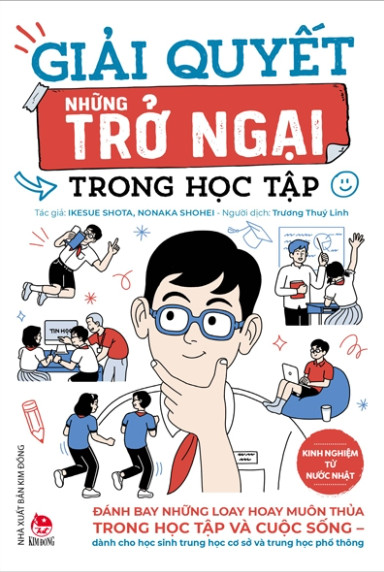 GIẢI QUYẾT
NHỮNG
TRỞ NGẠI
TRONG HỌC TẬP
Tác giả: IKESUE SHOTA, NONAKA SHOHEI - Người dịch: Trương Thuỳ Linh
TIN HỌC
KINH NGHIỆM
TỪ
NƯỚC NHẬT
NHÀ XUẤT BẢN KIM ĐỒNG
KIM ĐỒNG
ĐÁNH BAY NHỮNG LOAY HOAY MUÔN THỦA
TRONG HỌC TẬP VÀ CUỘC SỐNG –
dành cho học sinh trung học cơ sở và trung học phổ thông